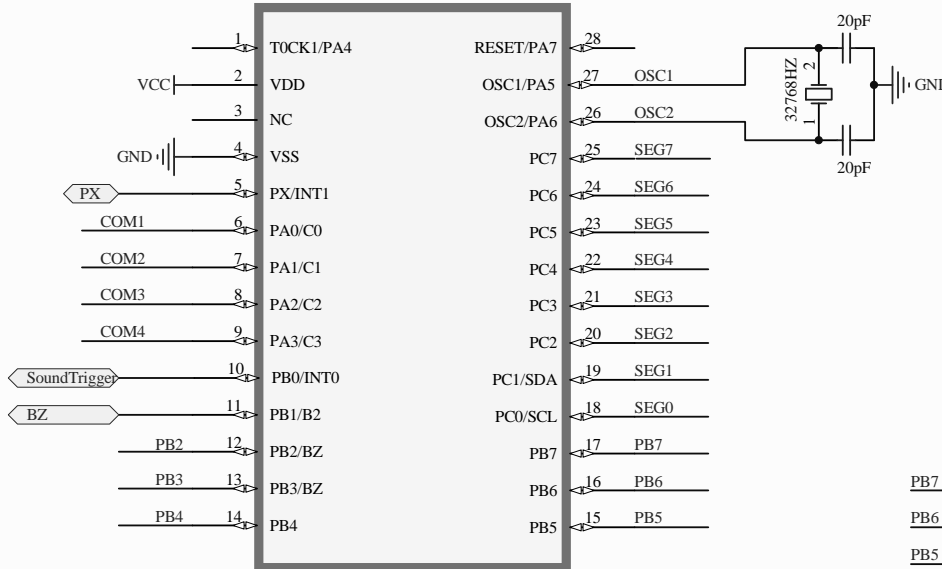 20pF
1 T0CK1/PA4 RESET/PA7 28
VCC 2 VDD OSC1/PA5 27 OSC1
2 32768HZ 1
GND
3 NC OSC2/PA6 26 OSC2
GND 4 VSS PC7 25 SEG7
20pF
PX 5 PX/INT1 PC6 24 SEG6
COM1 6 PA0/C0 PC5 23 SEG5
COM2 7 PA1/C1 PC4 22 SEG4
COM3 8 PA2/C2 PC3 21 SEG3
COM4 9 PA3/C3 PC2 20 SEG2
SoundTrigger 10 PB0/INT0 PC1/SDA 19 SEG1
BZ 11 PB1/B2 PC0/SCL 18 SEG0
PB2 12 PB2/BZ PB7 17 PB7
PB3 13 PB3/BZ PB6 16 PB6
PB7
PB4 14 PB4 PB5 15 PB5
PB6
PB5